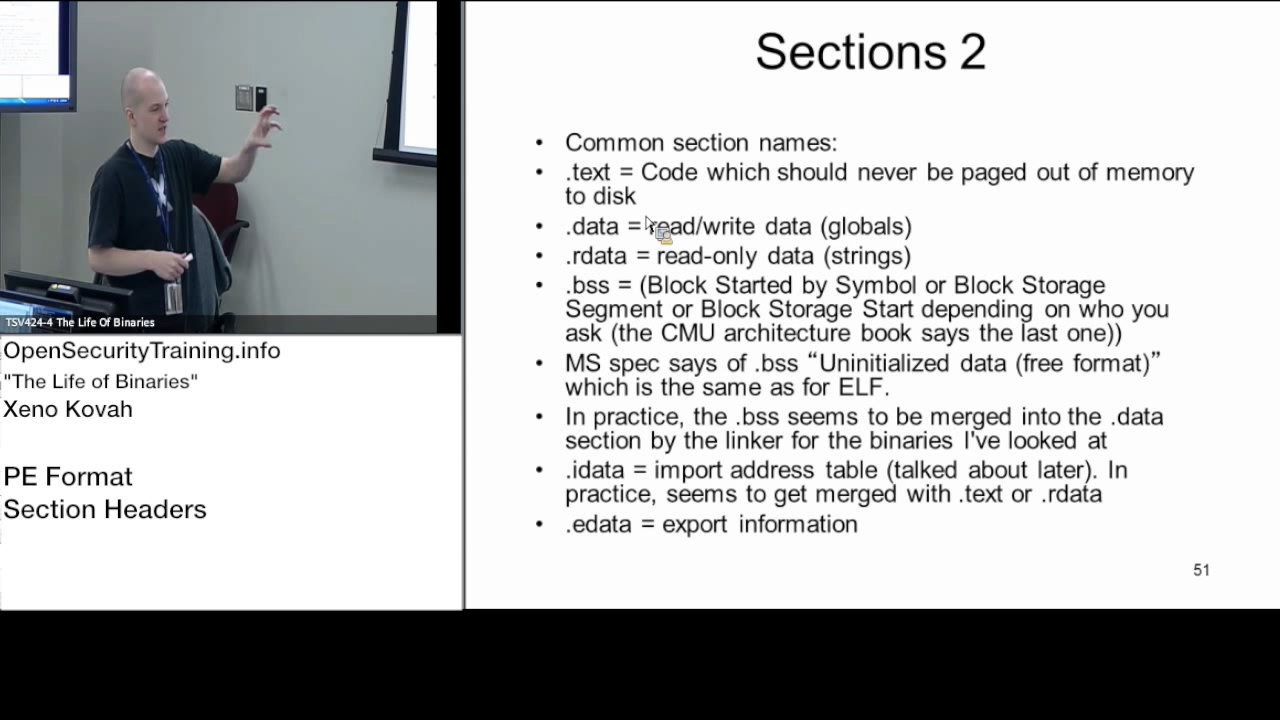 Sections 2
• Common section names:
• .text = Code which should never be paged out of memory
to disk
• .data = read/write data (globals)
• .rdata = read-only data (strings)
• .bss = (Block Started by Symbol or Block Storage
Segment or Block Storage Start depending on who you
ask (the CMU architecture book says the last one))
• MS spec says of .bss “Uninitialized data (free format)”
which is the same as for ELF.
• In practice, the .bss seems to be merged into the .data
section by the linker for the binaries I've looked at
• .idata = import address table (talked about later). In
practice, seems to get merged with .text or .rdata
• .edata = export information
51
TSV424-4 The Life Of Binaries
OpenSecurityTraining.info
"The Life of Binaries"
Xeno Kovah
PE Format
Section Headers